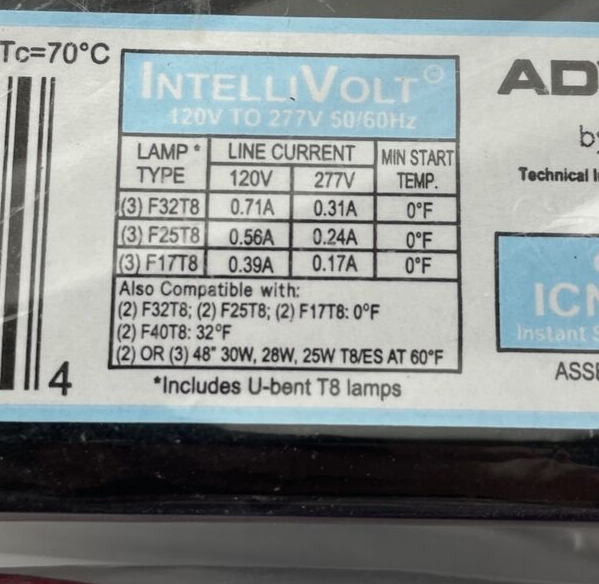 Tc=70°C
INTELLIVOLT
120V TO 277V 50/60Hz
LAMP* TYPE LINE CURRENT MIN START TEMP.
120V 277V
(3) F32T8 0.71A 0.31A 0°F
(3) F25T8 0.56A 0.24A 0°F
(3) F17T8 0.39A 0.17A 0°F
Also Compatible with:
(2) F32T8; (2) F25T8; (2) F17T8: 0°F
(2) F40T8: 32°F
(2) OR (3) 48" 30W, 28W, 25W T8/ES AT 60°F
*Includes U-bent T8 lamps
4
AD
by
Technical
IC
Instant
ASSE